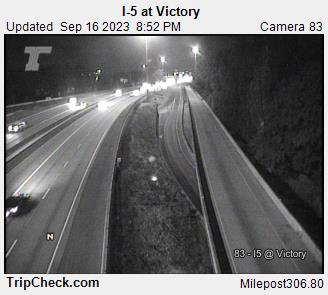 I-5 at Victory
Updated Sep 16 2023 8:52 PM Camera 83
T
N
83 - I5 @ Victory
TripCheck.com Milepost306.80